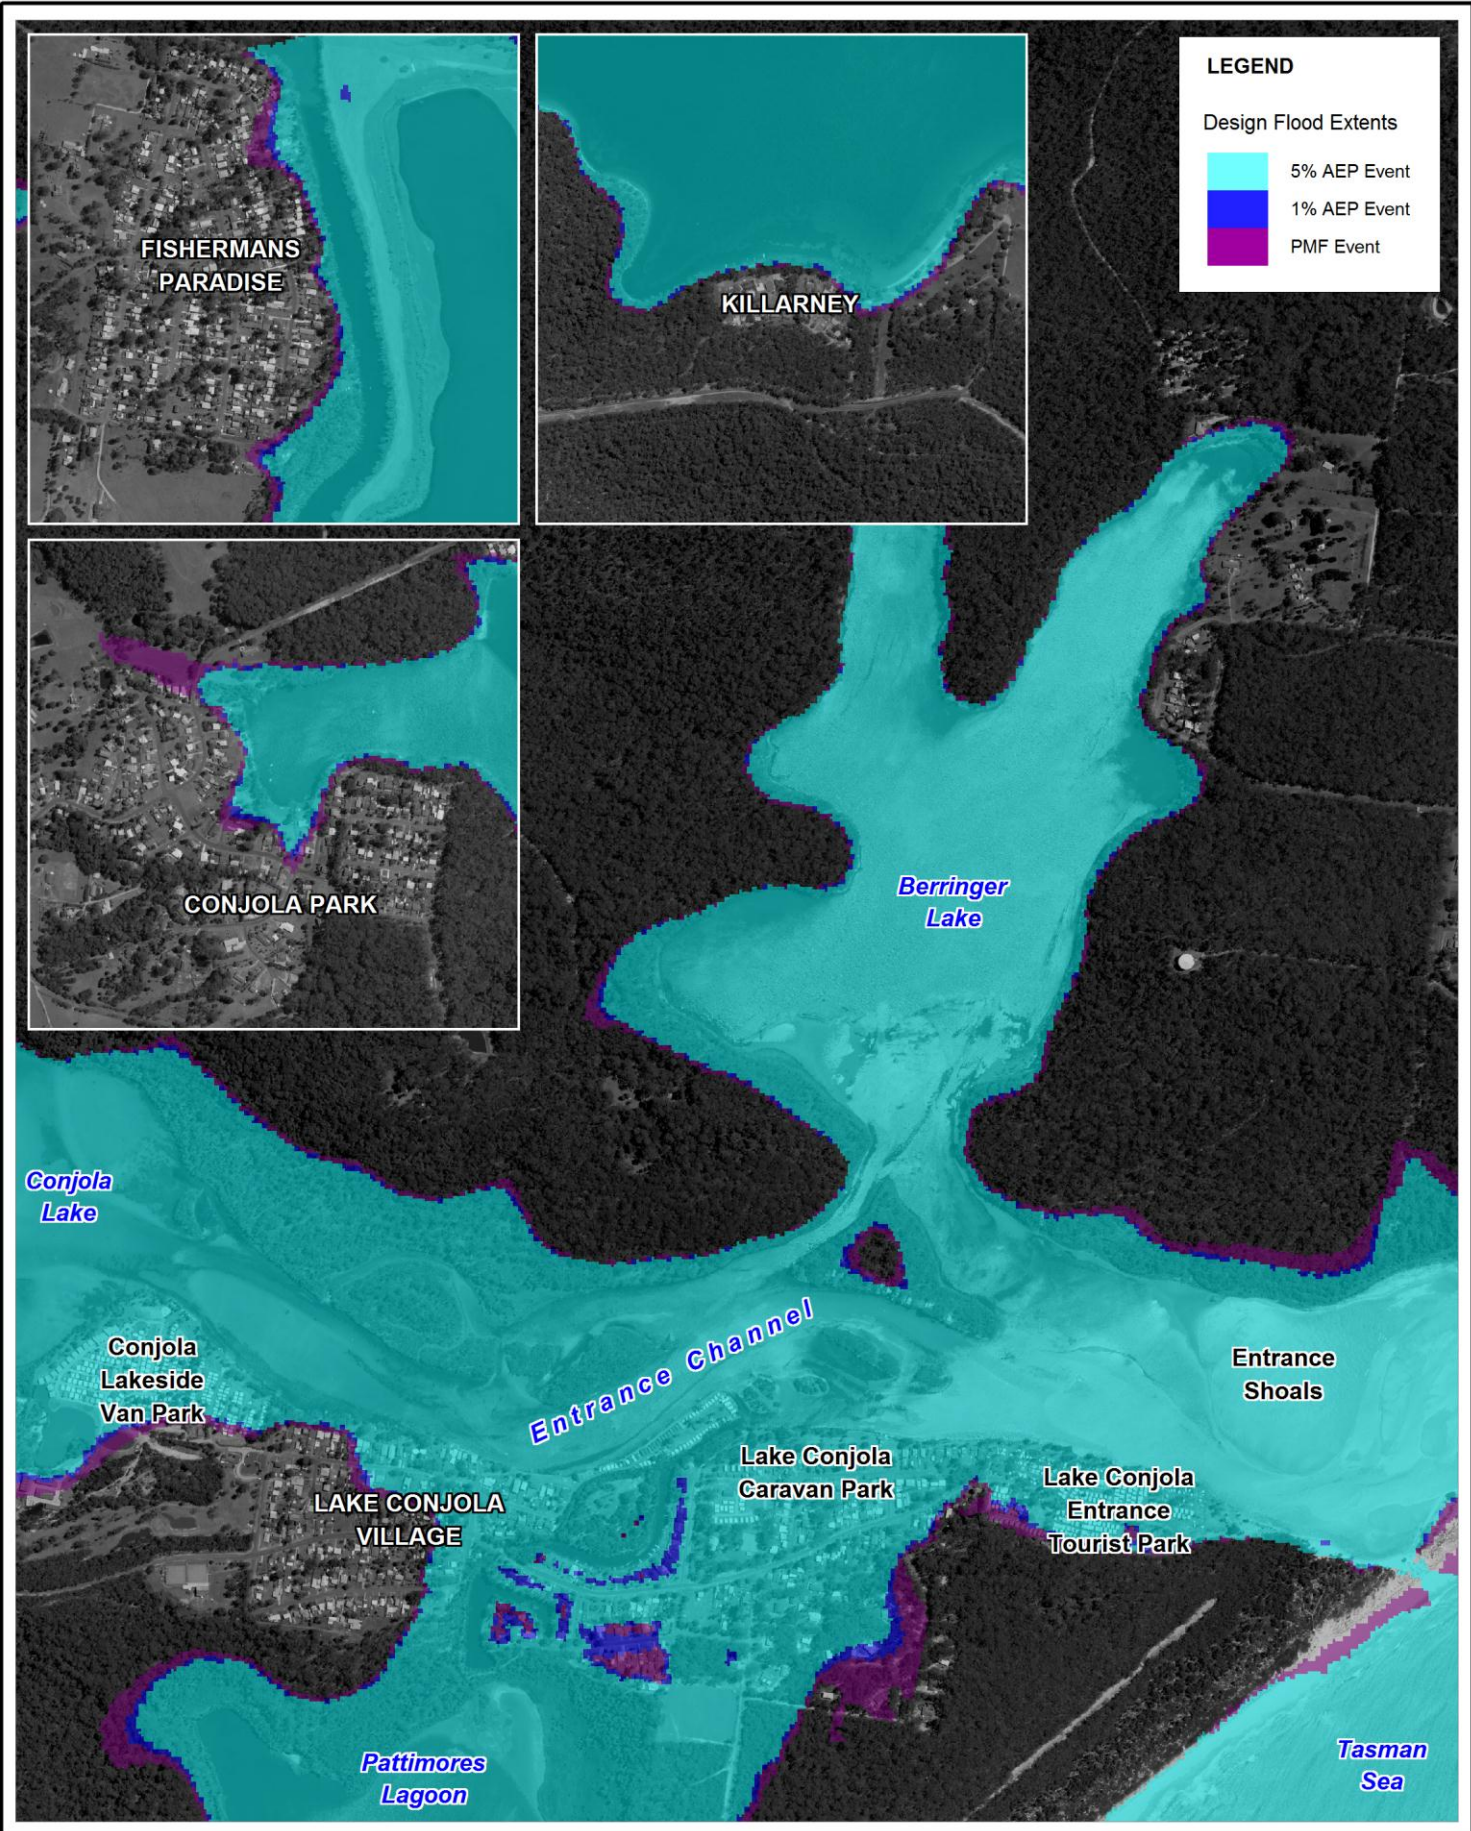 LEGEND
Design Flood Extents
5% AEP Event
1% AEP Event
PMF Event
FISHERMANS
PARADISE
KILLARNEY
CONJOLA PARK
Berringer
Lake
Conjola
Lake
Conjola
Lakeside
Van Park
Entrance Channel
Entrance
Shoals
Lake Conjola
Caravan Park
Lake Conjola
Entrance
Tourist Park
LAKE CONJOLA
VILLAGE
Pattimores
Lagoon
Tasman
Sea